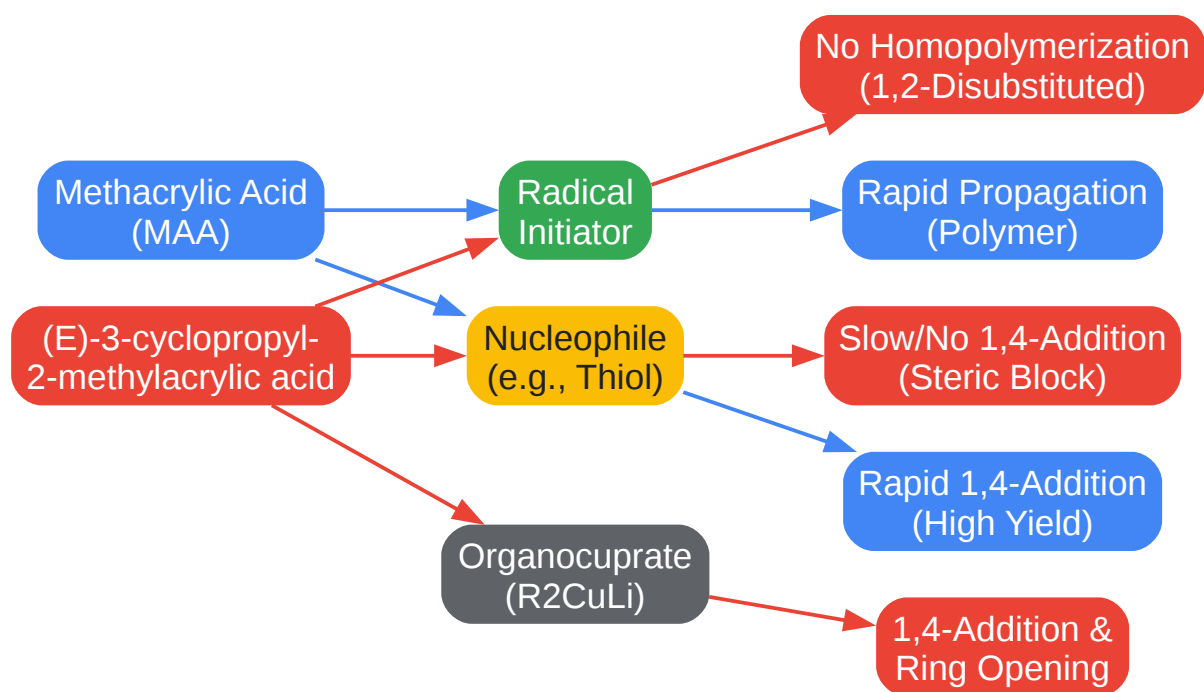 No Homopolymerization
(1,2-Disubstituted)
Methacrylic Acid
(MAA)
Radical
Initiator
Rapid Propagation
(Polymer)
(E)-3-cyclopropyl-
2-methylacrylic acid
Nucleophile
(e.g., Thiol)
Slow/No 1,4-Addition
(Steric Block)
Rapid 1,4-Addition
(High Yield)
Organocuprate
(R2CuLi)
1,4-Addition &
Ring Opening